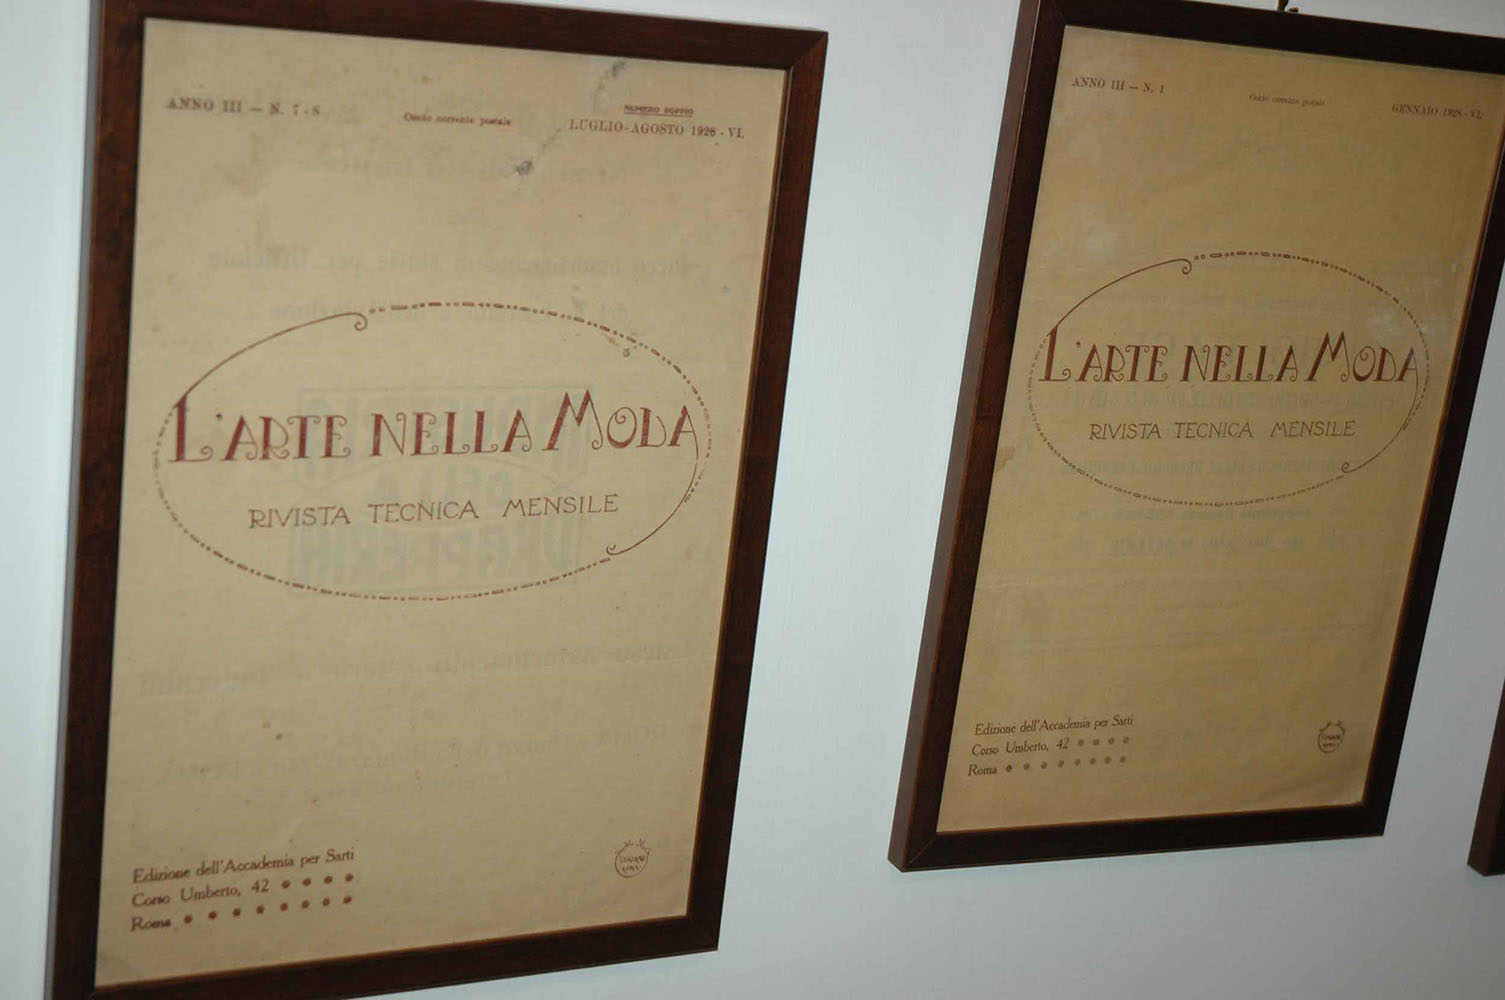 ANNO III — N. 7-8
Conto corrente postale
NUMERO DOPPIO
LUGLIO-AGOSTO 1928 - VI.
L'ARTE NELLA MODA
RIVISTA TECNICA MENSILE
Edizione dell'Accademia per Sarti
Corso Umberto, 42
Roma
ANNO III — N. 1
Conto corrente postale
GENNAIO 1928 - VI.
L'ARTE NELLA MODA
RIVISTA TECNICA MENSILE
Edizione dell'Accademia per Sarti
Corso Umberto, 42
Roma